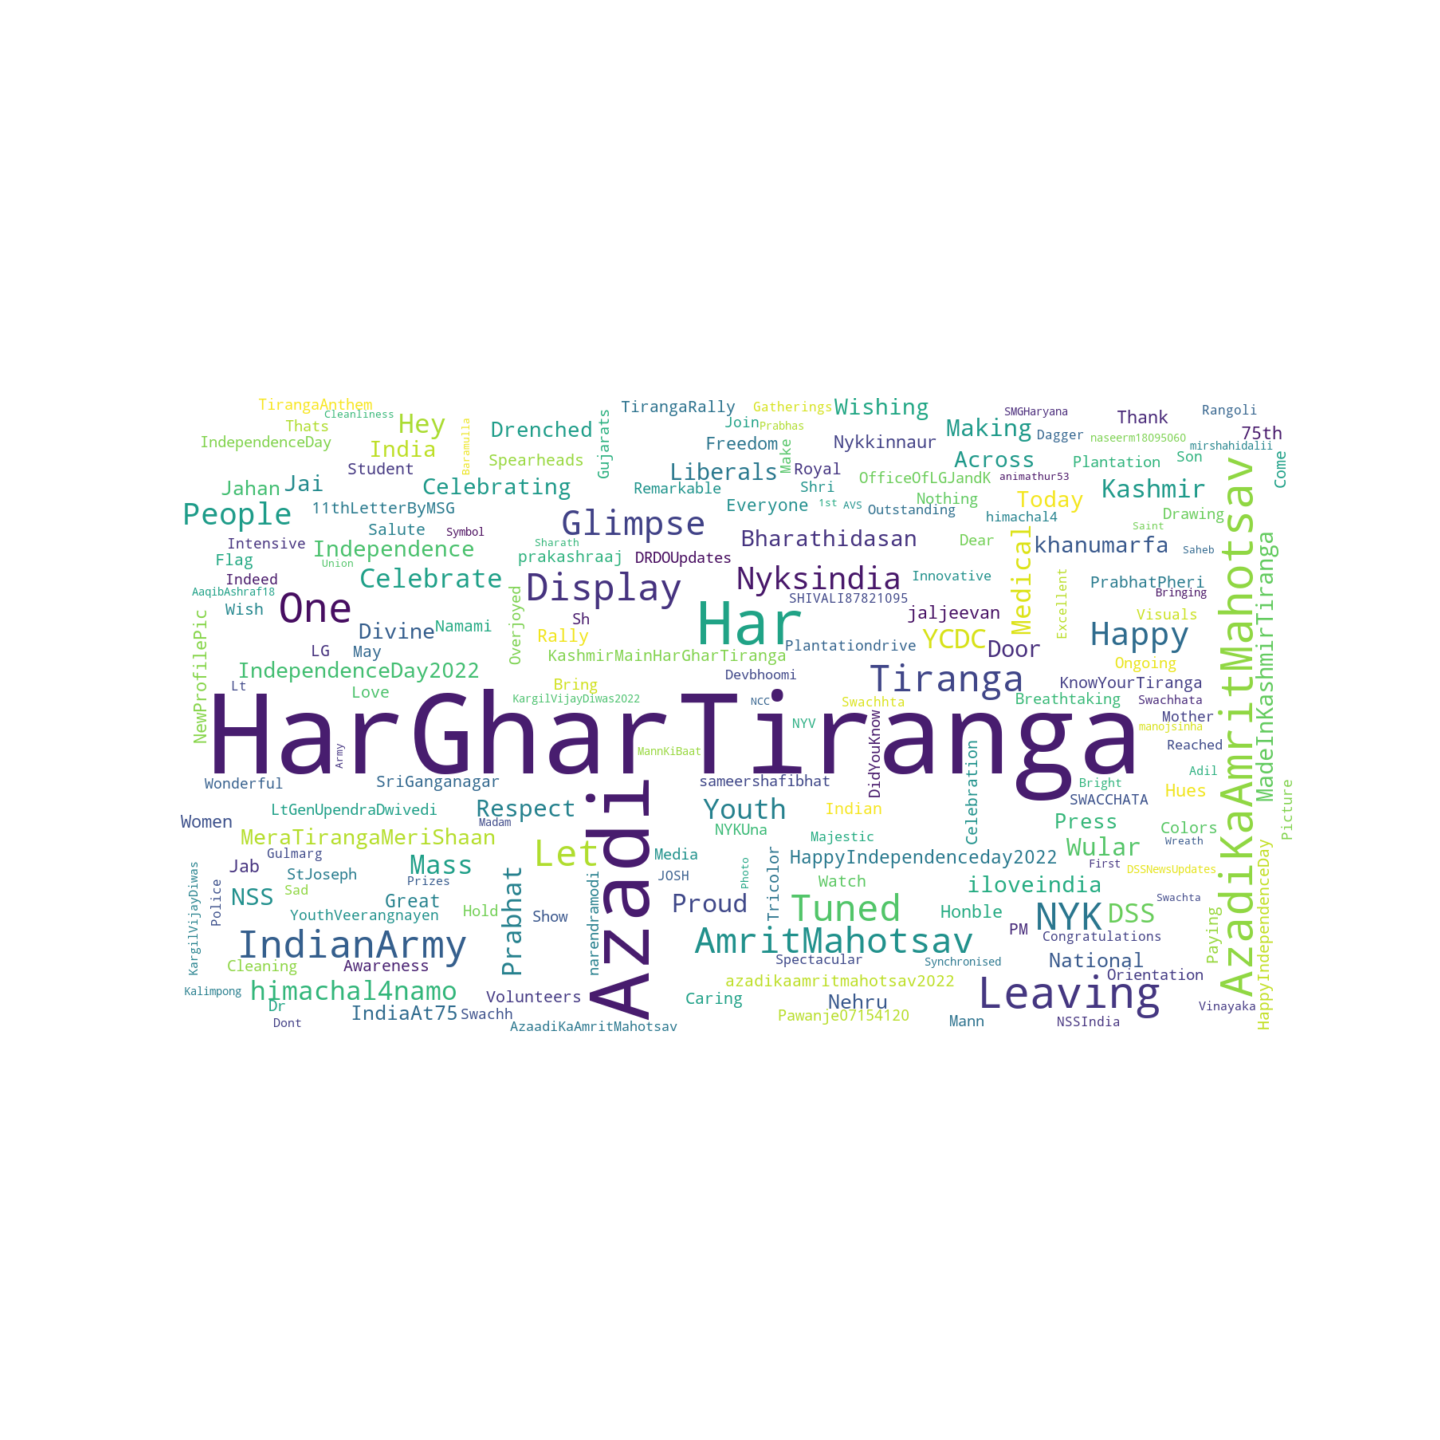 TirangaAnthem
Cleanliness
Thats
IndependenceDay
Hey
India
Student
Baramulla
Drenched
Spearheads
Celebrating
Gujarats
TirangaRally
Freedom
Liberals
Remarkable
Join
Gatherings
Prabhas
Make
Wishing
Nykkinnaur
Royal
Shri
Everyone
1st
AVS
Outstanding
OfficeOfLGJandK
Nothing
Making
Across
SMGHaryana
Dagger
animathur53
Today
himachal4
Thank
naseerm18095060
Plantation
Kashmir
Rangoli
75th
mirshahidalii
Son
Come
Drawing
Saint
Saheb
Jahan
Jai
People
11thLetterByMSG
Salute
Symbol
Intensive
Independence
Flag
Union
Indeed
AaqibAshraf18
Wish
Celebrate
One
Divine
Namami
LG
May
Glimpse
Sharath
prakashraaj
DRDOUpdates
Display
Overjoyed
Sh
Rally
Bharathidasan
Nyksindia
SHIVALI87821095
Har
Dear
Innovative
jaljeevan
YCDC
Door
Medical
Excellent
khanumarfa
PrabhatPheri
Bringing
Visuals
Happy
Ongoing
KnowYourTiranga
Breathtaking
Swachhata
Mother
manojsinha
Reached
Plantationdrive
KashmirMainHarGharTiranga
Devbhoomi
Tiranga
IndependenceDay2022
Lt
Love
Bring
KargilVijayDiwas2022
NCC
NYV
Swachhta
NewProfilePic
HarGharTiranga
Army
MannKiBaat
DidYouKnow
AzadiKaAmritMahotsav
MadeInKashmirTiranga
Wonderful
SriGanganagar
sameershafibhat
Celebration
Adil
Bright
Hues
SWACCHATA
Picture
LtGenUpendraDwivedi
Respect
Madam
Azadi
Youth
NYKUna
Indian
Majestic
Press
Colors
Wreath
Women
MeraTirangaMeriShaan
Gulmarg
Jab
StJoseph
Mass
Prizes
Let
Media
JOSH
Photo
Tricolor
HappyIndependenceday2022
Watch
Wular
First
DSSNewsUpdates
iloveindia
KargilVijayDiwas
Police
NSS
Sad
Great
YouthVeerangnayen
Hold
Prabhat
Show
narendramodi
Proud
Tuned
Honble
PM
NYK
DSS
Swachta
Congratulations
Paying
HappyIndependenceDay
IndianArmy
Cleaning
Awareness
AmritMahotsav
Spectacular
Synchronised
National
Orientation
Kalimpong
himachal4namo
Dr
Dont
IndiaAt75
Volunteers
Swachh
AzaadiKaAmritMahotsav
Caring
azadikaamritmahotsav2022
Nehru
Pawanje07154120
Mann
Leaving
NSSIndia
Vinayaka